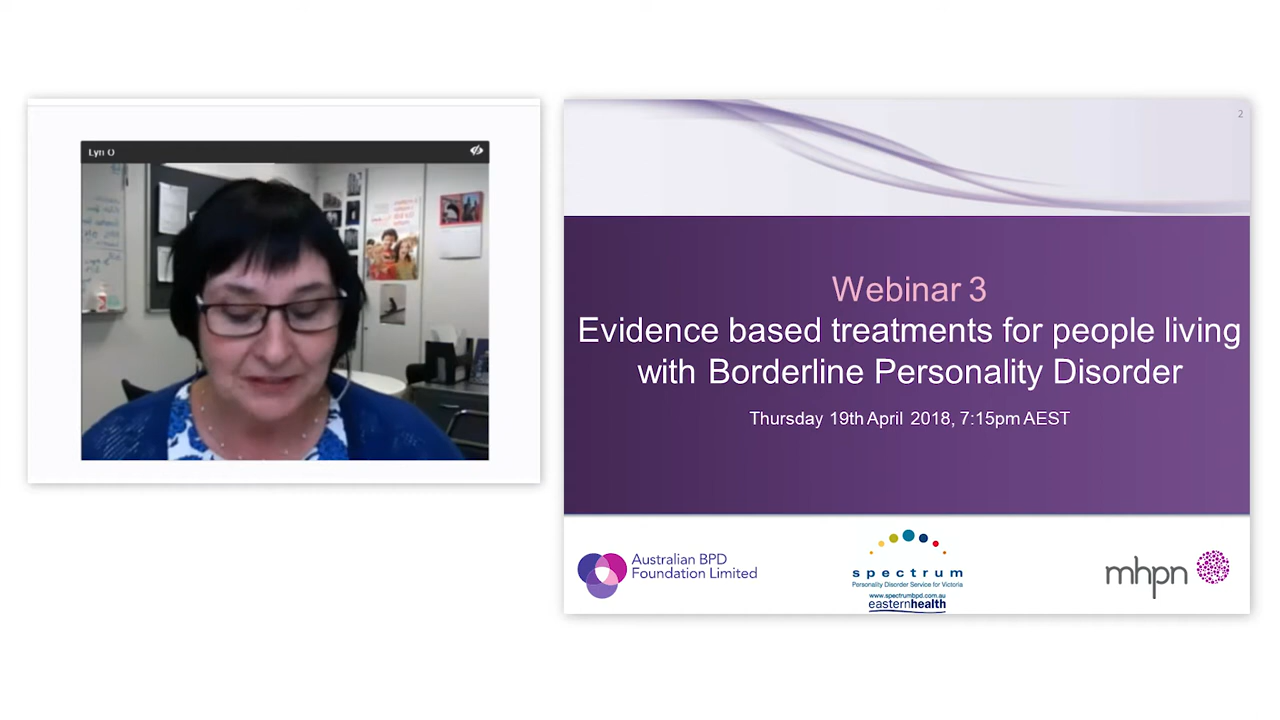 Lyn O
2
Webinar 3
Evidence based treatments for people living
with Borderline Personality Disorder
Thursday 19th April 2018, 7:15pm AEST
Australian BPD
Foundation Limited
spectrum
Personality Disorder Service for Victoria
www.spectrumbpd.com.au
easternhealth
mhpn